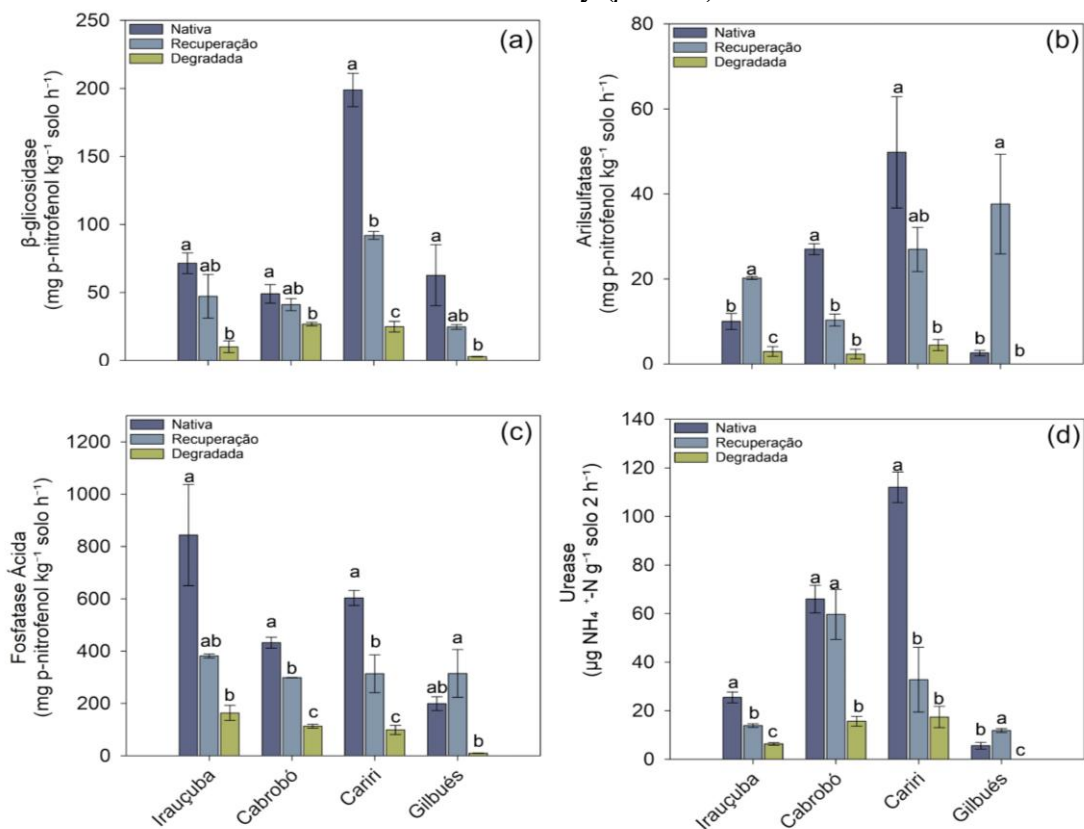 (a)
Nativa
Recuperação
Degradada
β-glicosidase
(mg p-nitrofenol kg⁻¹ solo h⁻¹)
250
200
150
100
50
0
a
ab
b
a
ab
b
a
b
c
a
ab
b
(b)
Nativa
Recuperação
Degradada
Arilsulfatase
(mg p-nitrofenol kg⁻¹ solo h⁻¹)
80
60
40
20
0
b
a
c
a
b
b
a
ab
b
b
a
b
(c)
Nativa
Recuperação
Degradada
Fosfatase Ácida
(mg p-nitrofenol kg⁻¹ solo h⁻¹)
1200
1000
800
600
400
200
0
a
ab
b
a
b
c
a
b
c
ab
a
b
Irauçuba
Cabrobó
Cariri
Gilbués
(d)
Nativa
Recuperação
Degradada
Urease
(µg NH₄ ⁺-N g⁻¹ solo 2 h⁻¹)
140
120
100
80
60
40
20
0
a
b
c
a
a
b
a
b
b
b
a
c
Irauçuba
Cabrobó
Cariri
Gilbués